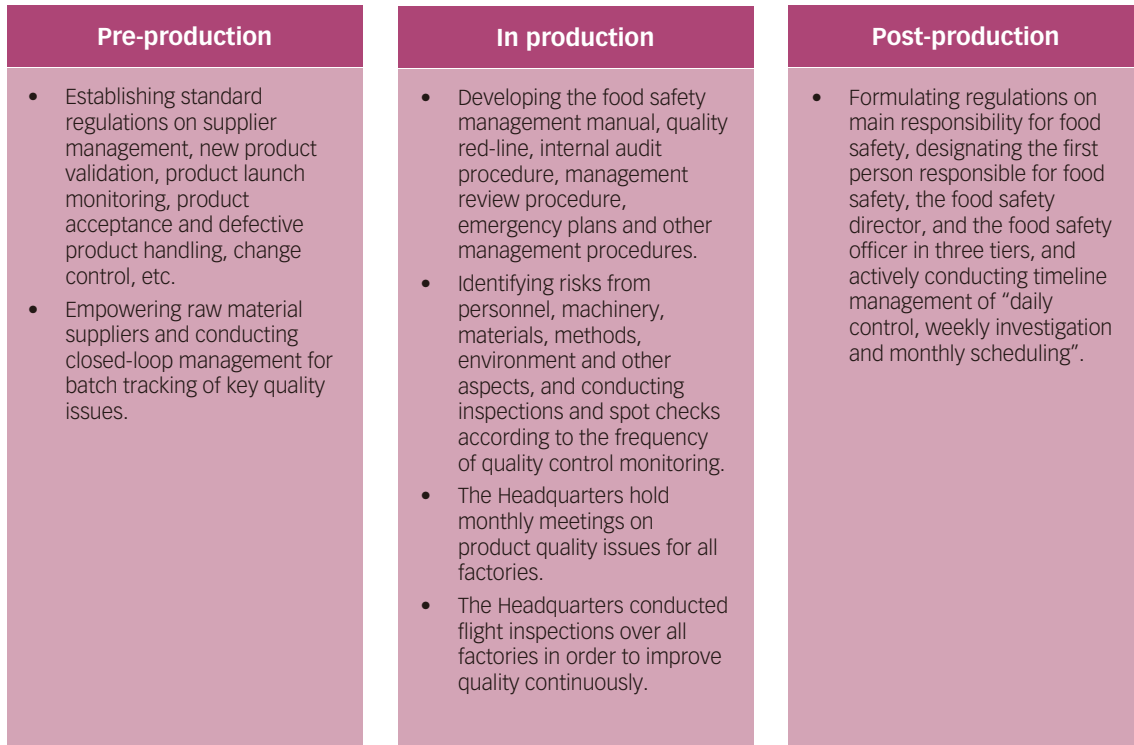 Pre-production
• Establishing standard
regulations on supplier
management, new product
validation, product launch
monitoring, product
acceptance and defective
product handling, change
control, etc.
• Empowering raw material
suppliers and conducting
closed-loop management for
batch tracking of key quality
issues.
In production
• Developing the food safety
management manual, quality
red-line, internal audit
procedure, management
review procedure,
emergency plans and other
management procedures.
• Identifying risks from
personnel, machinery,
materials, methods,
environment and other
aspects, and conducting
inspections and spot checks
according to the frequency
of quality control monitoring.
• The Headquarters hold
monthly meetings on
product quality issues for all
factories.
• The Headquarters conducted
flight inspections over all
factories in order to improve
quality continuously.
Post-production
• Formulating regulations on
main responsibility for food
safety, designating the first
person responsible for food
safety, the food safety
director, and the food safety
officer in three tiers, and
actively conducting timeline
management of “daily
control, weekly investigation
and monthly scheduling”.